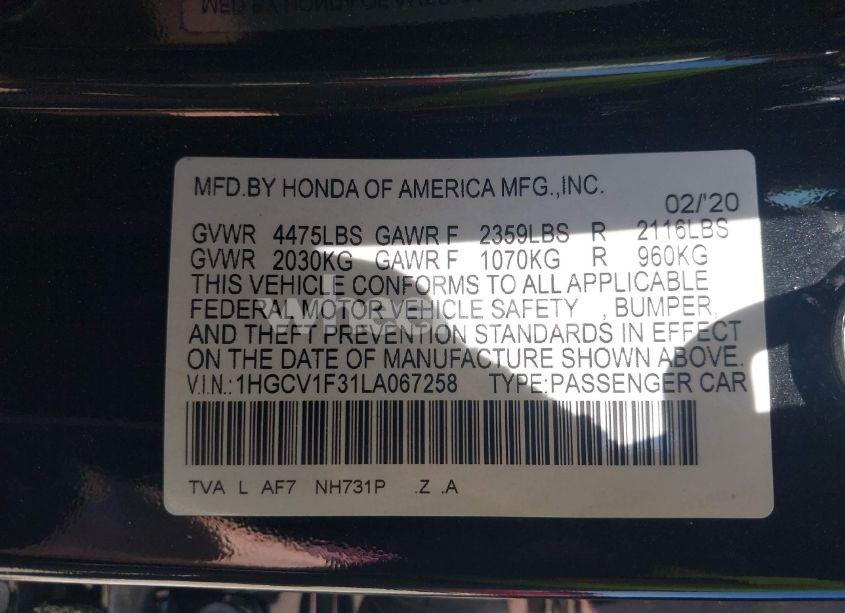 MFD.BY HONDA OF AMERICA MFG.,INC.
02/'20
GVWR 4475LBS GAWR F 2359LBS R 2116LBS
GVWR 2030KG GAWR F 1070KG R 960KG
THIS VEHICLE CONFORMS TO ALL APPLICABLE
FEDERAL MOTOR VEHICLE SAFETY , BUMPER,
AND THEFT PREVENTION STANDARDS IN EFFECT
ON THE DATE OF MANUFACTURE SHOWN ABOVE.
V.I.N.:1HGCV1F31LA067258 TYPE:PASSENGER CAR
TVA L AF7 NH731P .Z .A